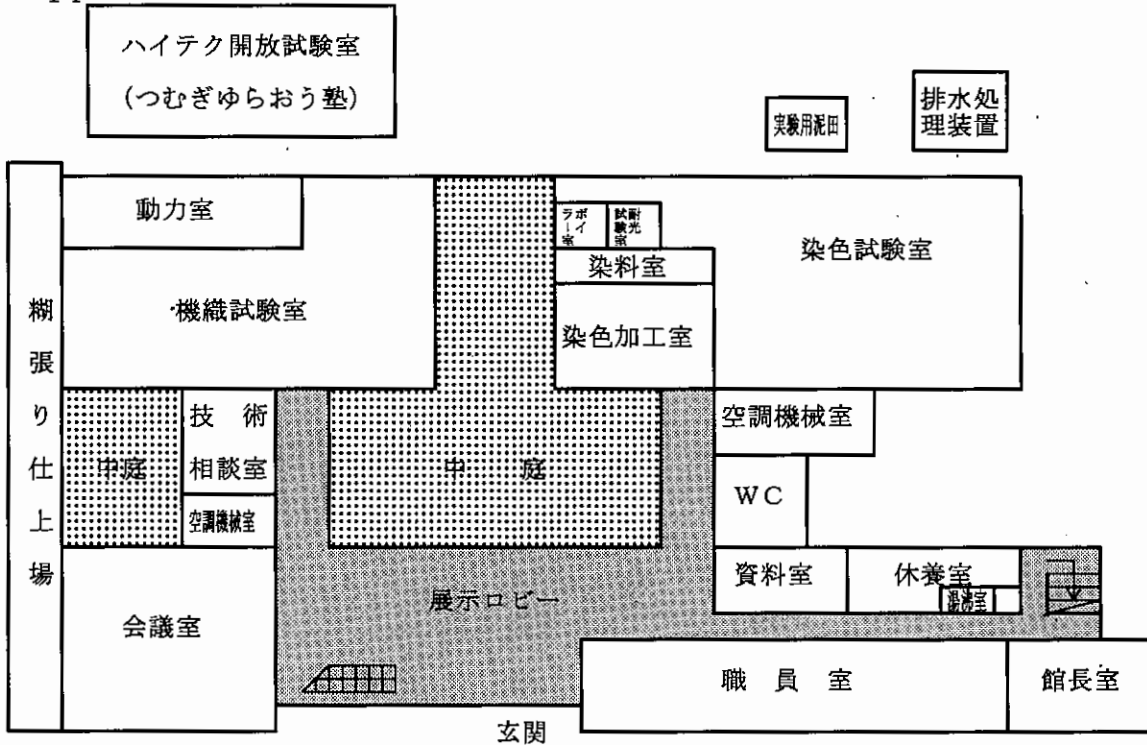 ハイテク開放試験室
(つむぎゆらおう塾)
実験用泥田
排水処
理装置
動力室
ボイ
ラー室
耐光
試験室
染料室
染色試験室
糊張り仕上場
機織試験室
染色加工室
中庭
技 術
相談室
空調機械室
中 庭
空調機械室
WC
資料室
休養室
湯沸室
展示ロビー
会議室
職 員 室
館長室
玄関